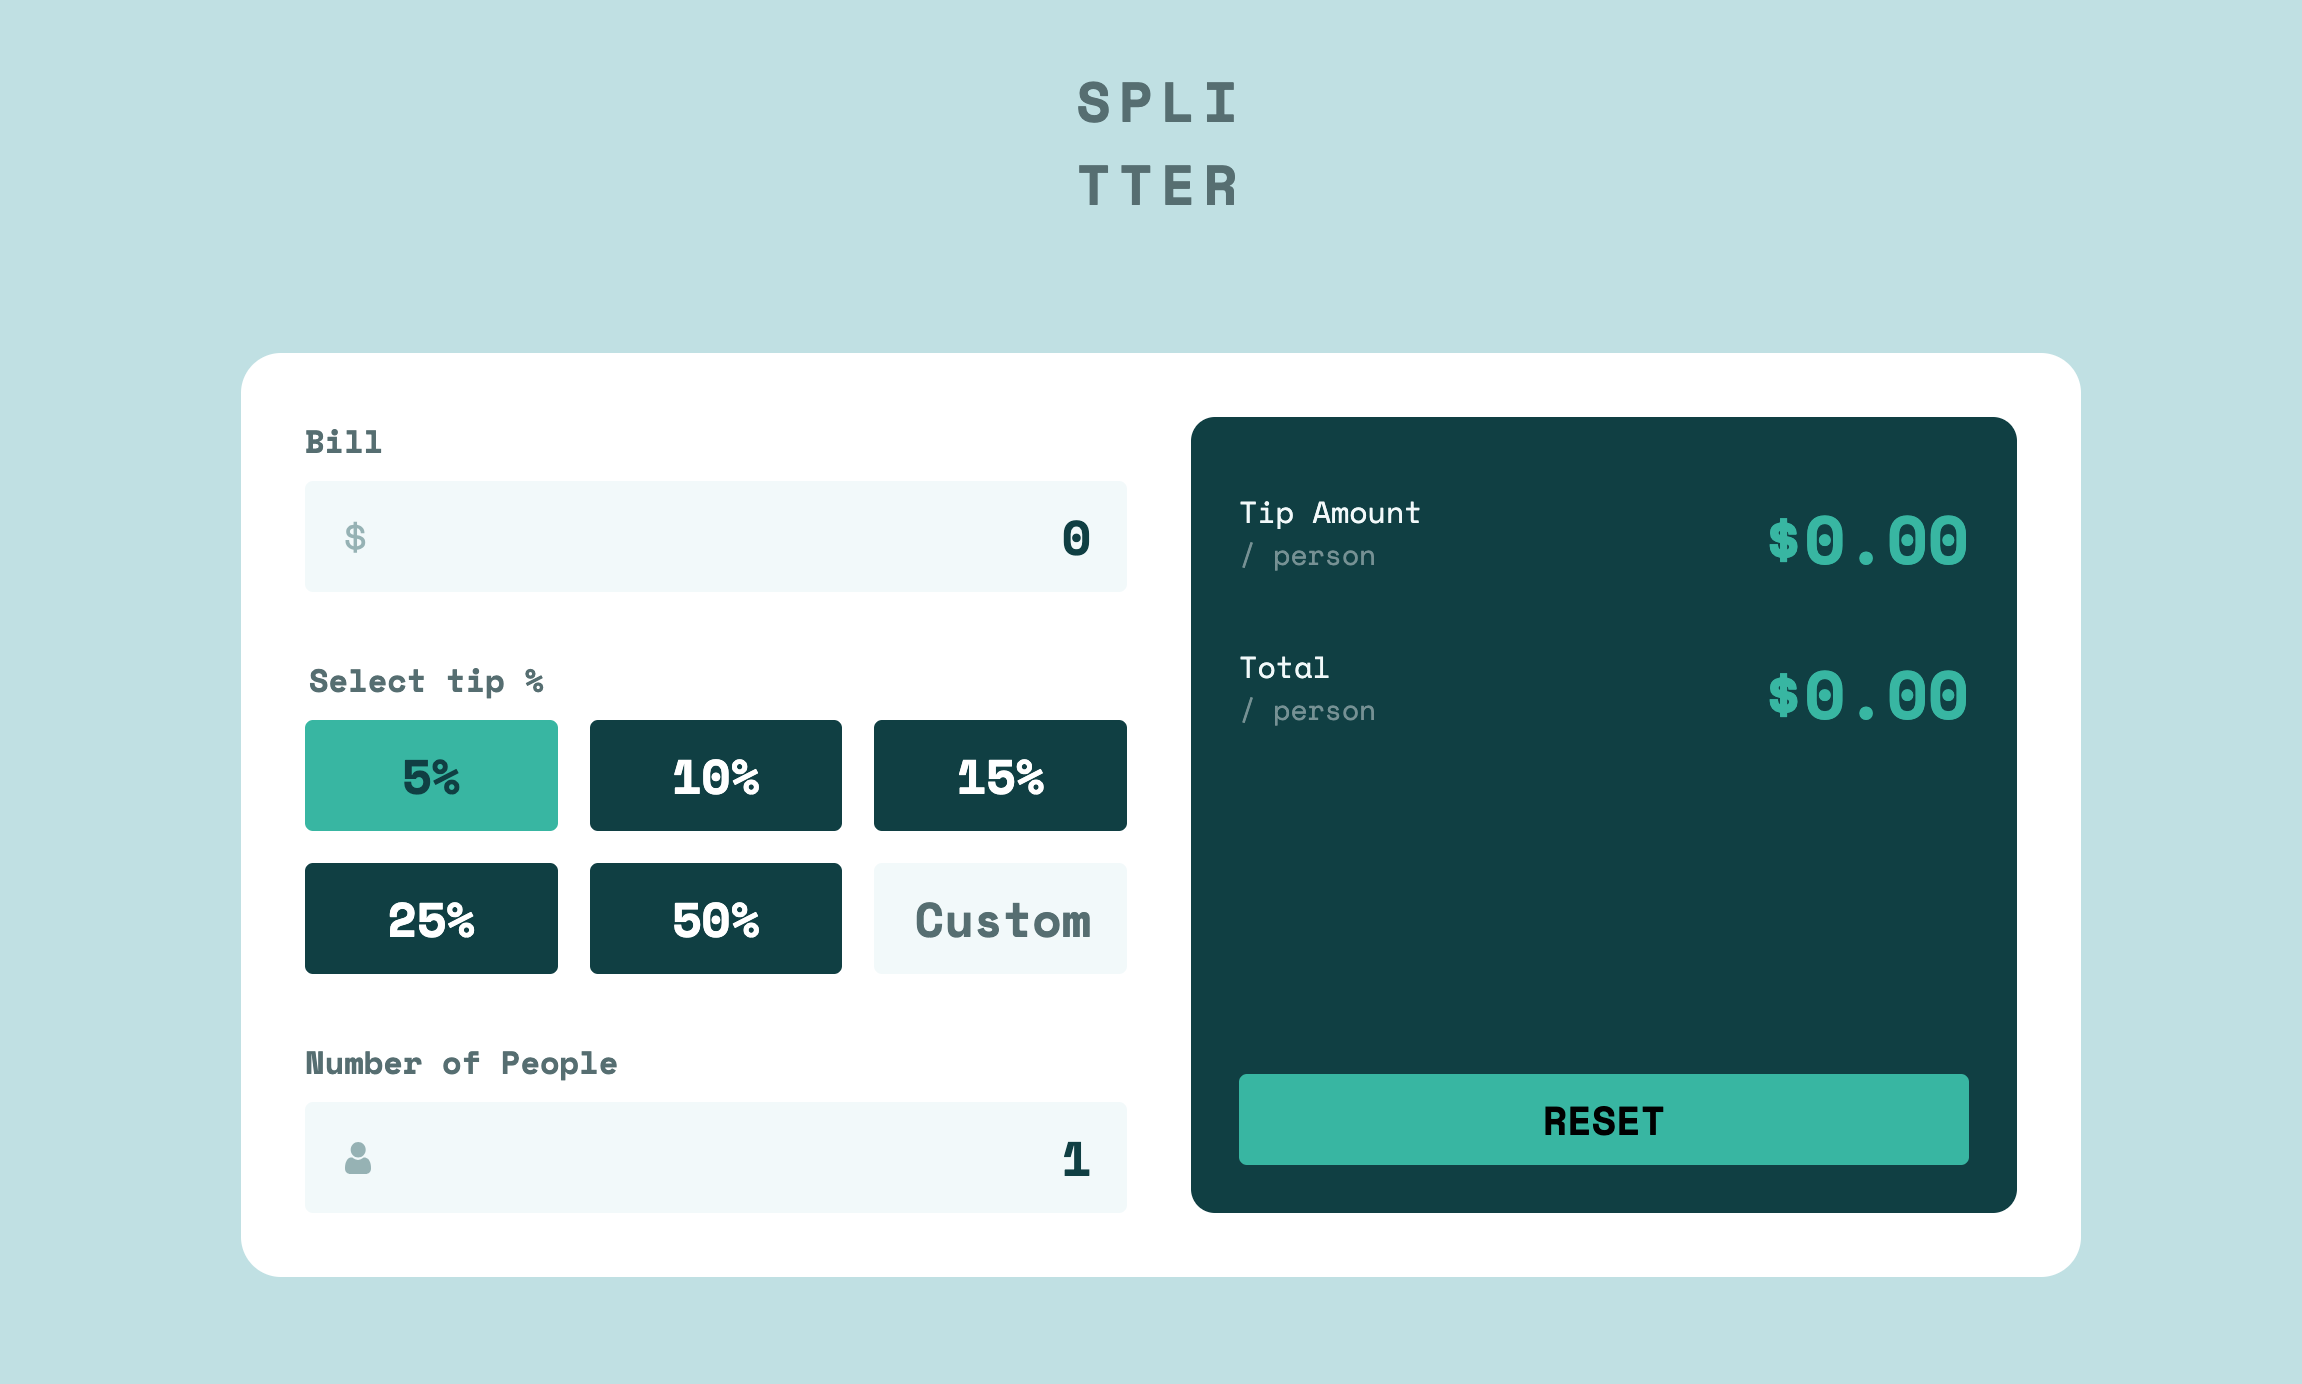 SPLI
TTER
Bill
$ 0
Select tip %
5% 10% 15%
25% 50% Custom
Number of People
1
Tip Amount
/ person
$0.00
Total
/ person
$0.00
RESET